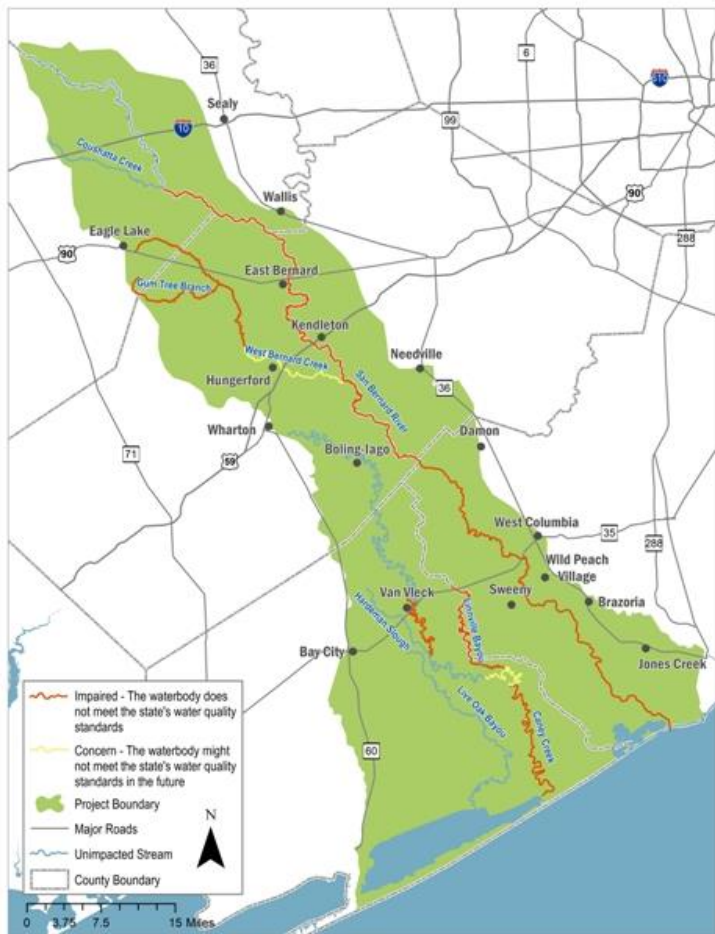 36
6
Sealy
610
99
10
Coushatta Creek
Wallis
90
Eagle Lake
90
288
East Bernard
Gum Tree Branch
Kendleton
West Bernard Creek
Needville
Hungerford
36
San Bernard River
Wharton
Damon
71
59
Boling-Iago
West Columbia
35
288
Wild Peach
Village
Van Vleck
Sweeny
Brazoria
Linnville Bayou
Hardeman Slough
Bay City
Jones Creek
Live Oak Bayou
Caney Creek
60
Impaired - The waterbody does
not meet the state's water quality
standards
Concern - The waterbody might
not meet the state's water quality
standards in the future
Project Boundary
Major Roads
Unimpacted Stream
County Boundary
N
0 3.75 7.5 15 Miles